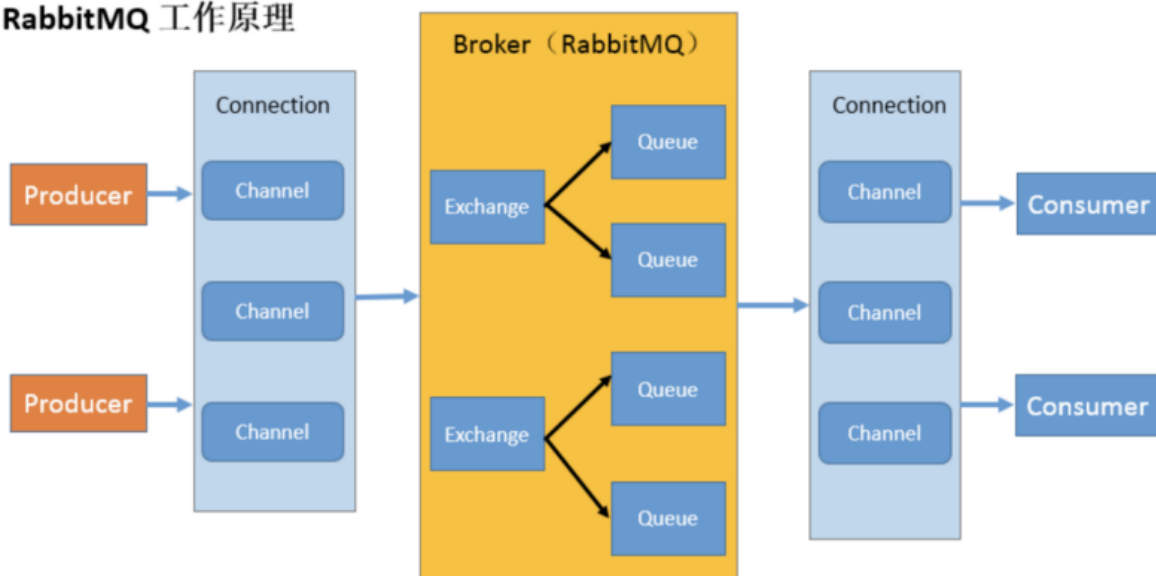 RabbitMQ 工作原理
Broker（RabbitMQ）
Connection
Connection
Producer
Producer
Channel
Channel
Channel
Exchange
Queue
Queue
Exchange
Queue
Queue
Channel
Channel
Channel
Consumer
Consumer